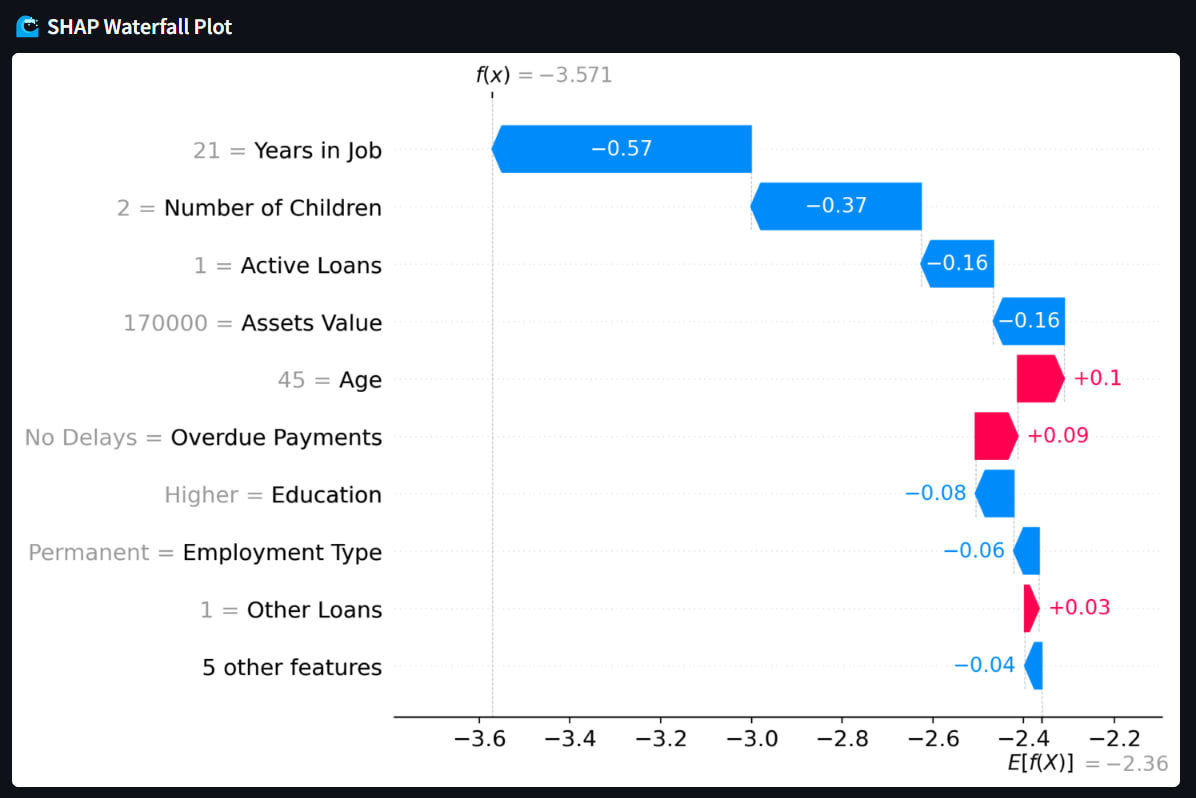 SHAP Waterfall Plot
f(x) = −3.571
21 = Years in Job −0.57
2 = Number of Children −0.37
1 = Active Loans −0.16
170000 = Assets Value −0.16
45 = Age +0.1
No Delays = Overdue Payments +0.09
Higher = Education −0.08
Permanent = Employment Type −0.06
1 = Other Loans +0.03
5 other features −0.04
−3.6 −3.4 −3.2 −3.0 −2.8 −2.6 −2.4 −2.2
E[f(X)] = −2.36